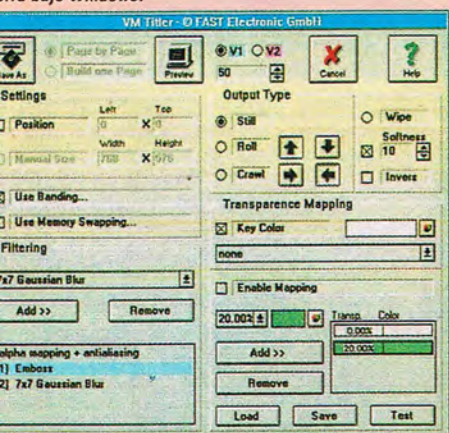 VM Titler - © FAST Electronic GmbH
Save As
Page by Page
Build one Page
Preview
V1 V2
50
Cancel
Help
Settings
Position
Left Top
0 X 0
Manual Size
Width Height
768 X 576
Use Banding...
Use Memory Swapping...
Filtering
7x7 Gaussian Blur
Add >> Remove
alpha mapping + antialiasing
1) Emboss
2) 7x7 Gaussian Blur
Output Type
Still
Roll
Crawl
Wipe
Softness
10
Invers
Transparence Mapping
Key Color
none
Enable Mapping
20.00%
Transp. Color
0.00%
20.00%
Add >>
Remove
Load Save Test